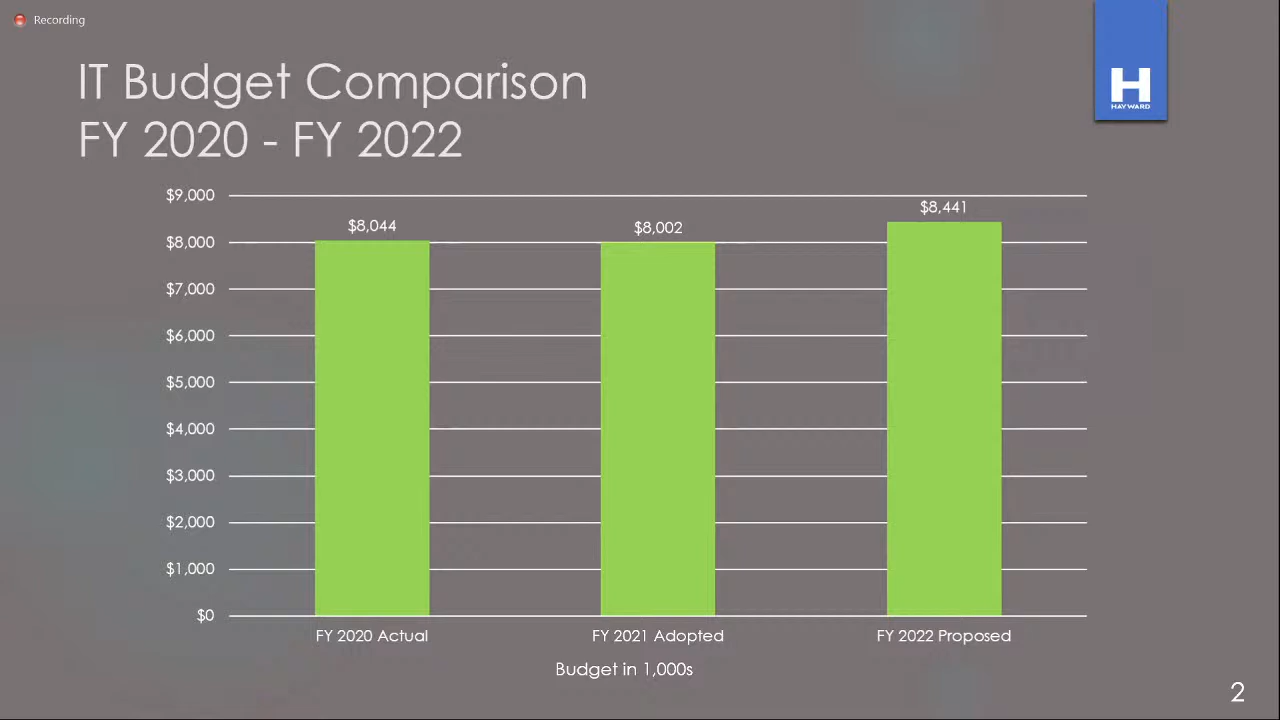 Recording
IT Budget Comparison
FY 2020 - FY 2022
H
HAYWARD
$9,000
$8,000
$7,000
$6,000
$5,000
$4,000
$3,000
$2,000
$1,000
$0
$8,044
$8,002
$8,441
FY 2020 Actual
FY 2021 Adopted
FY 2022 Proposed
Budget in 1,000s
2